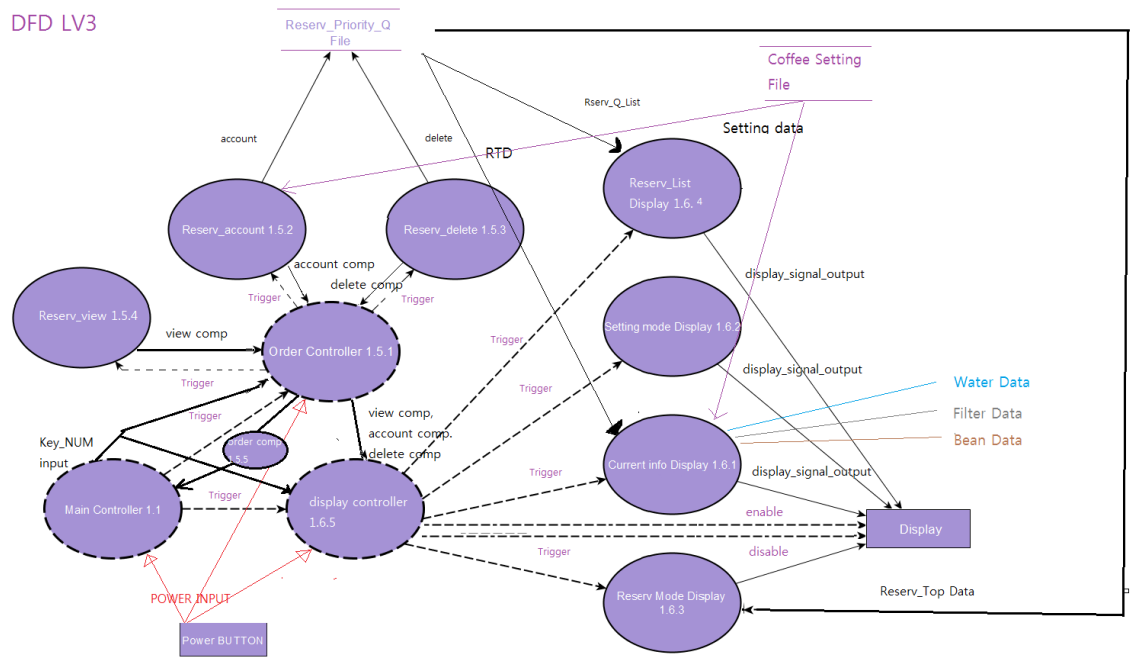 DFD LV3
Reserv_Priority_Q
File
Coffee Setting
File
Rserv_Q_List
Setting data
account
delete
RTD
Reserv_List
Display 1.6. 4
Reserv_account 1.5.2
Reserv_delete 1.5.3
account comp
delete comp
display_signal_output
Trigger
Trigger
Reserv_view 1.5.4
view comp
Setting mode Display 1.6.2
Order Controller 1.5.1
Trigger
Trigger
display_signal_output
Trigger
Trigger
Water Data
view comp,
account comp.
delete comp
Filter Data
Key_NUM
input
order comp
1.5.5
Bean Data
Current info Display 1.6.1
display_signal_output
Trigger
Trigger
Main Controller 1.1
display controller
1.6.5
enable
Display
disable
Trigger
Reserv_Top Data
POWER INPUT
Reserv Mode Display
1.6.3
Power BUTTON